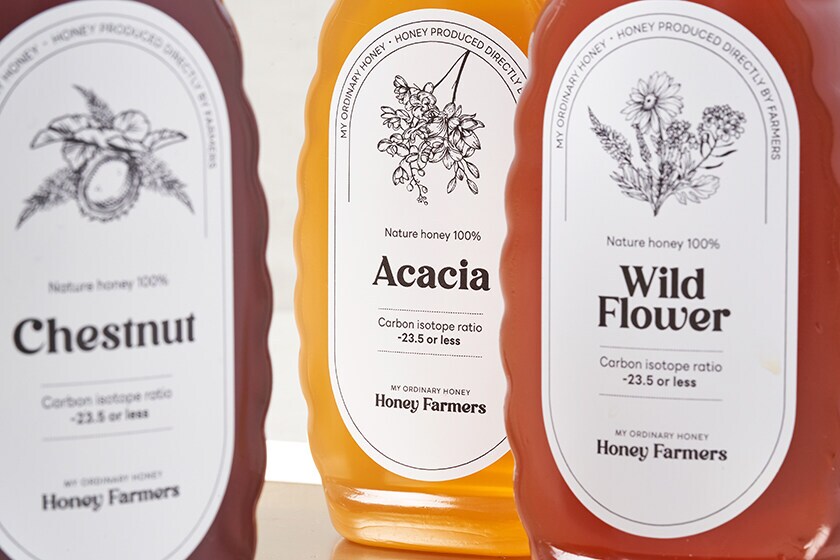 MY HONEY • HONEY PRODUCED DIRECTLY BY FARMERS
Nature honey 100%
Chestnut
Carbon isotope ratio
-23.5 or less
MY ORDINARY HONEY
Honey Farmers
MY ORDINARY HONEY • HONEY PRODUCED DIRECTLY
Nature honey 100%
Acacia
Carbon isotope ratio
-23.5 or less
MY ORDINARY HONEY
Honey Farmers
MY ORDINARY HONEY • HONEY PRODUCED DIRECTLY BY FARMERS
Nature honey 100%
Wild
Flower
Carbon isotope ratio
-23.5 or less
MY ORDINARY HONEY
Honey Farmers